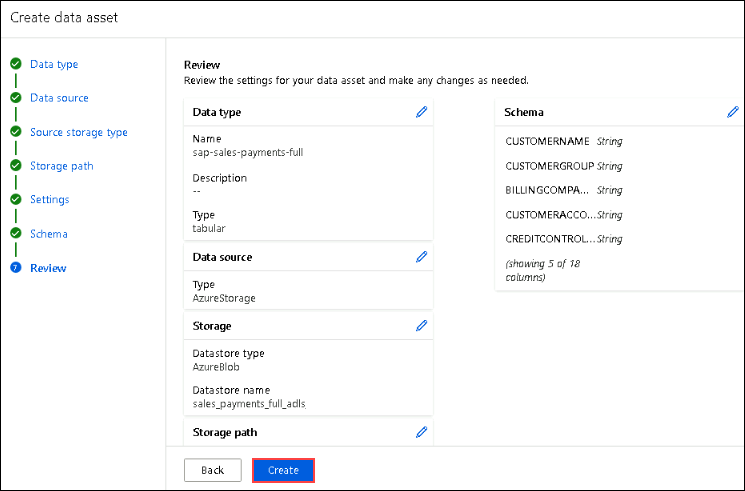 Create data asset
Data type
Data source
Source storage type
Storage path
Settings
Schema
7
Review
Review
Review the settings for your data asset and make any changes as needed.
Data type
Name
sap-sales-payments-full
Description
--
Type
tabular
Data source
Type
AzureStorage
Storage
Datastore type
AzureBlob
Datastore name
sales_payments_full_adls
Storage path
Schema
CUSTOMERNAME String
CUSTOMERGROUP String
BILLINGCOMPA... String
CUSTOMERACCO... String
CREDITCONTROL... String
(showing 5 of 18
columns)
Back
Create